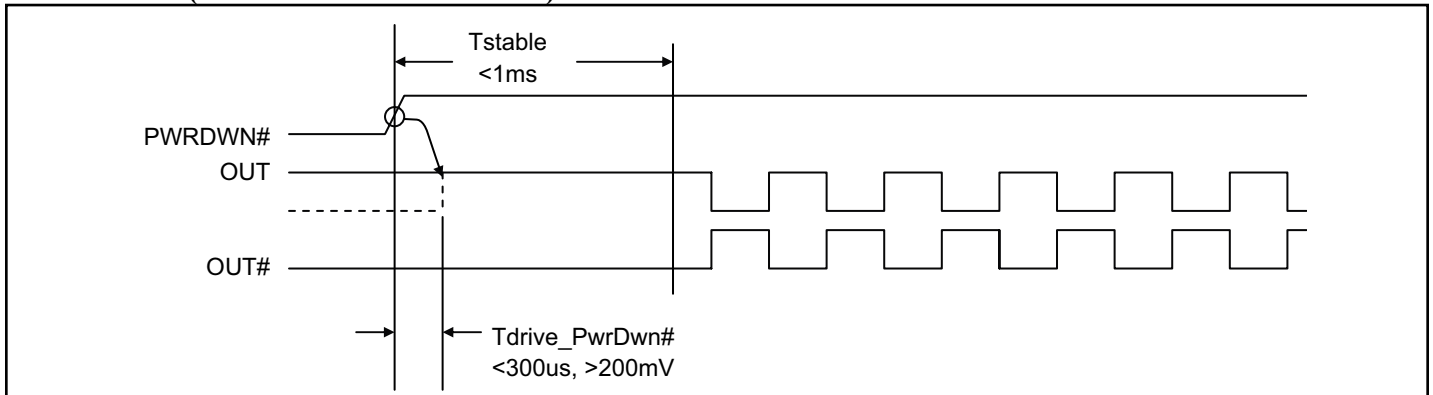 Tstable
<1ms
PWRDWN#
OUT
OUT#
Tdrive_PwrDwn#
<300us, >200mV